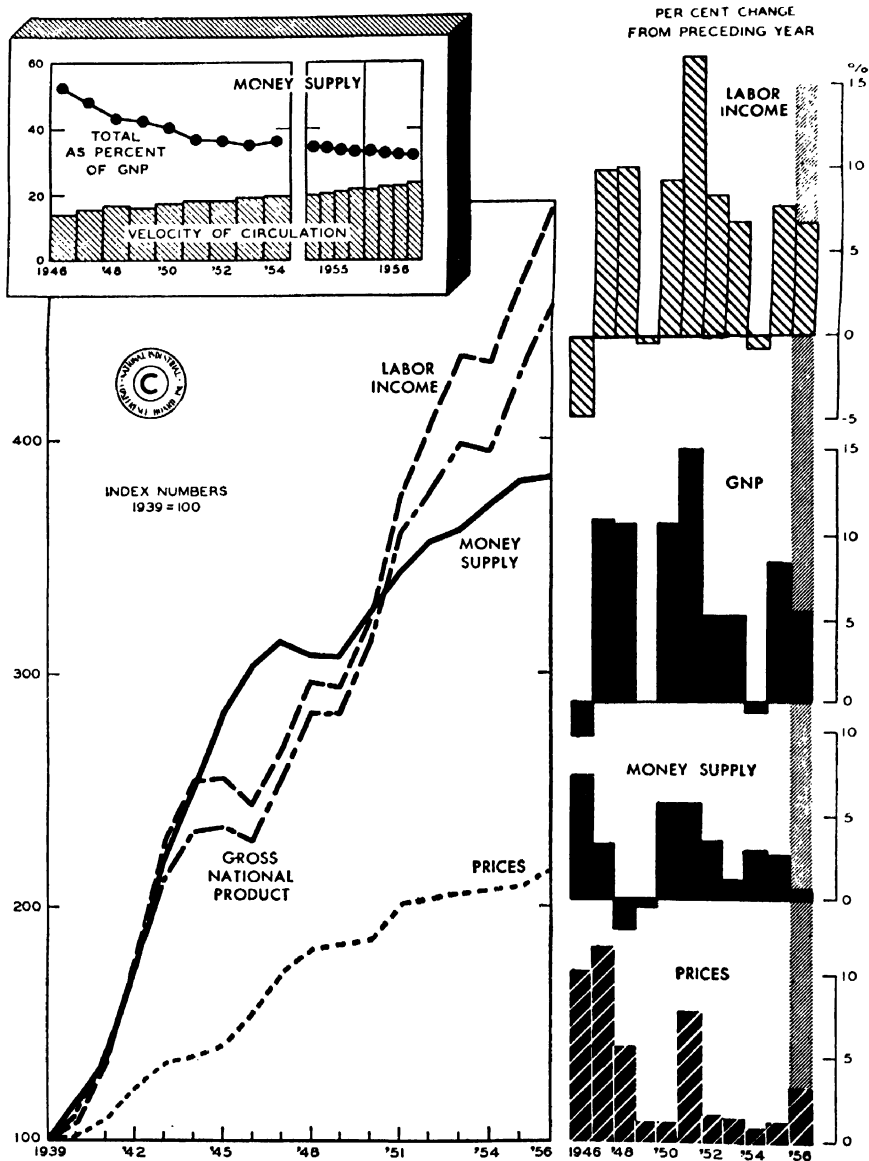 PER CENT CHANGE
FROM PRECEDING YEAR
60
40
20
0
MONEY SUPPLY
TOTAL
AS PERCENT
OF GNP
VELOCITY OF CIRCULATION
1946 '48 '50 '52 '54 1955 1956
400
300
200
100
NATIONAL INDUSTRIAL
C
INDEX NUMBERS
1939 = 100
LABOR
INCOME
MONEY
SUPPLY
GROSS
NATIONAL
PRODUCT
PRICES
1939 '42 '45 '48 '51 '54 '56
%
LABOR
INCOME
15
10
5
0
-5
GNP
15
10
5
0
MONEY SUPPLY
10
5
0
PRICES
10
5
0
1946 '48 '50 '52 '54 '56